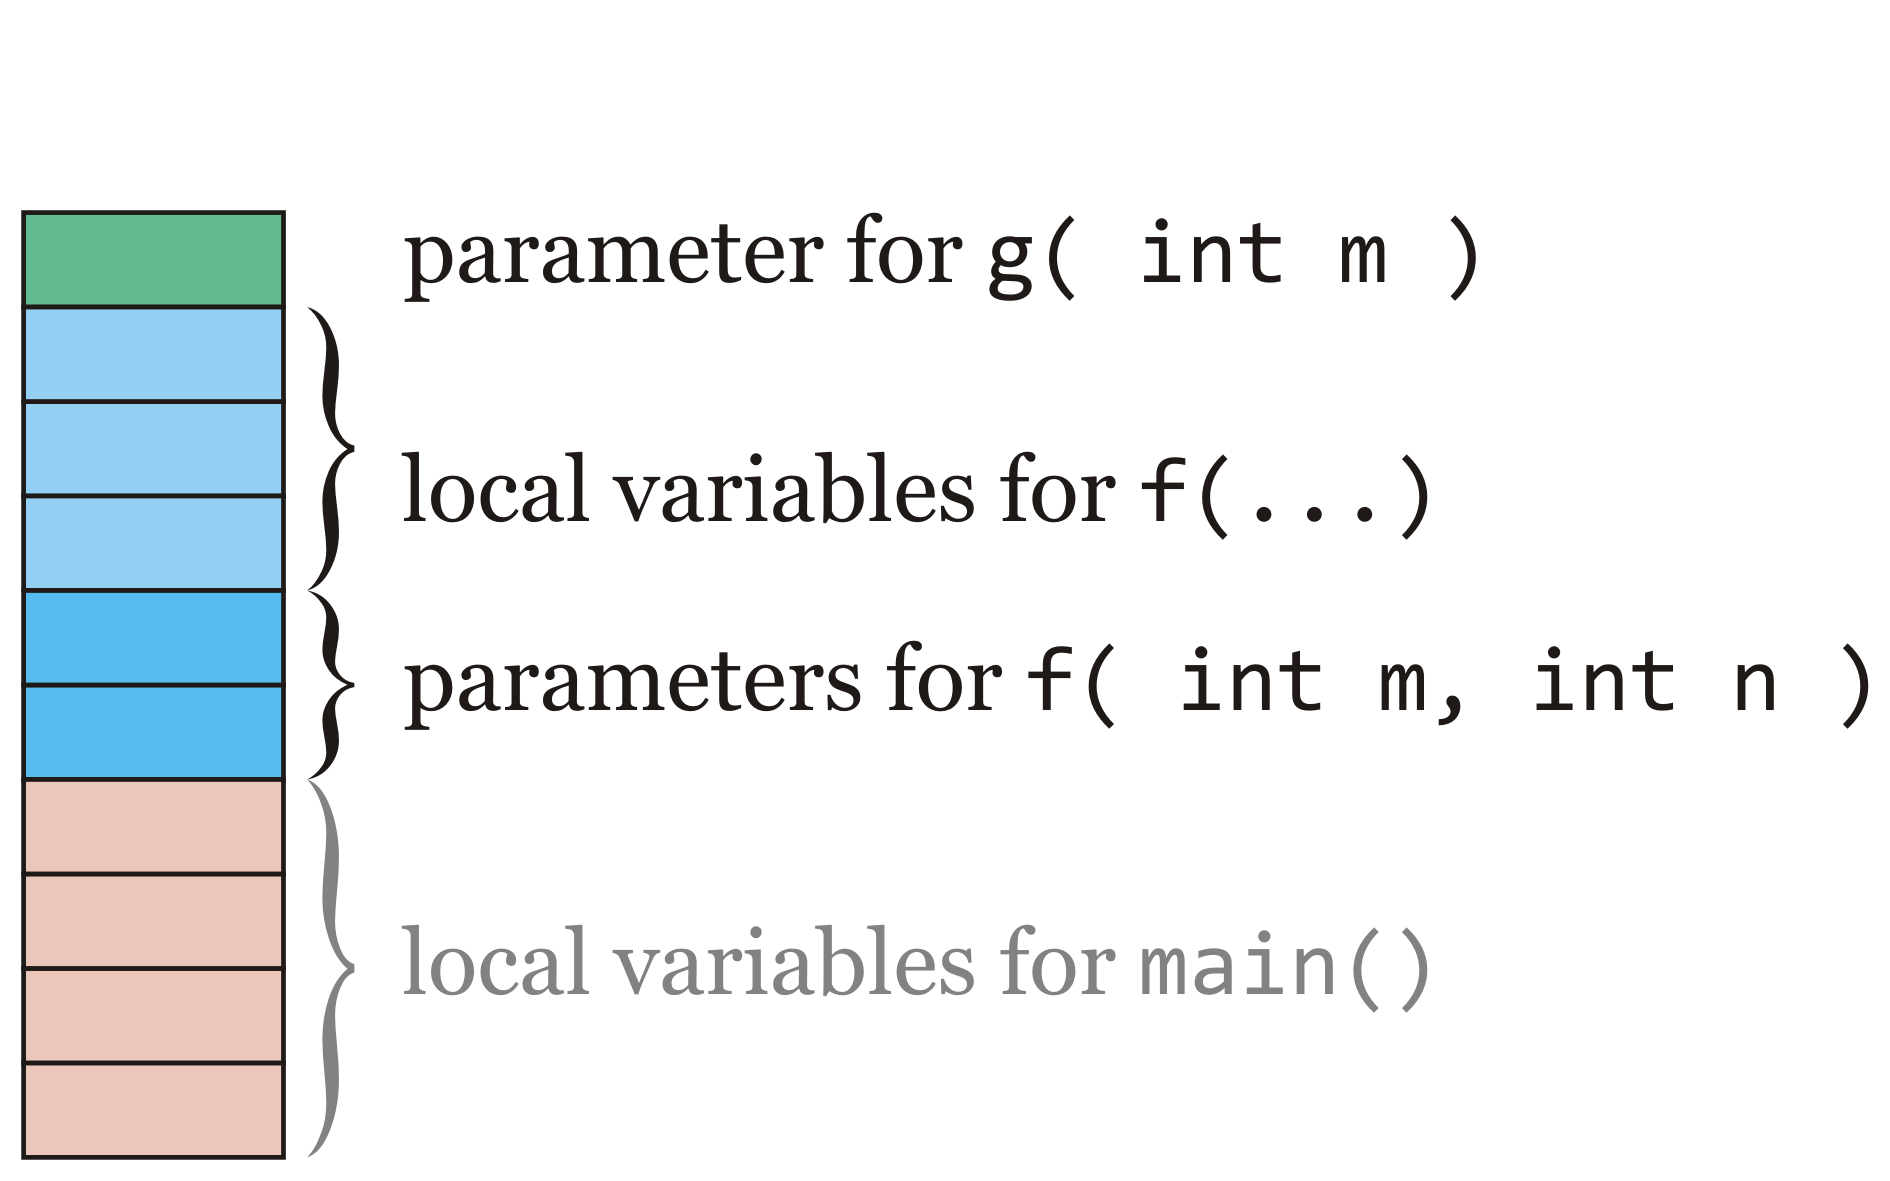 parameter for g( int m )
local variables for f(...)
parameters for f( int m, int n )
local variables for main()